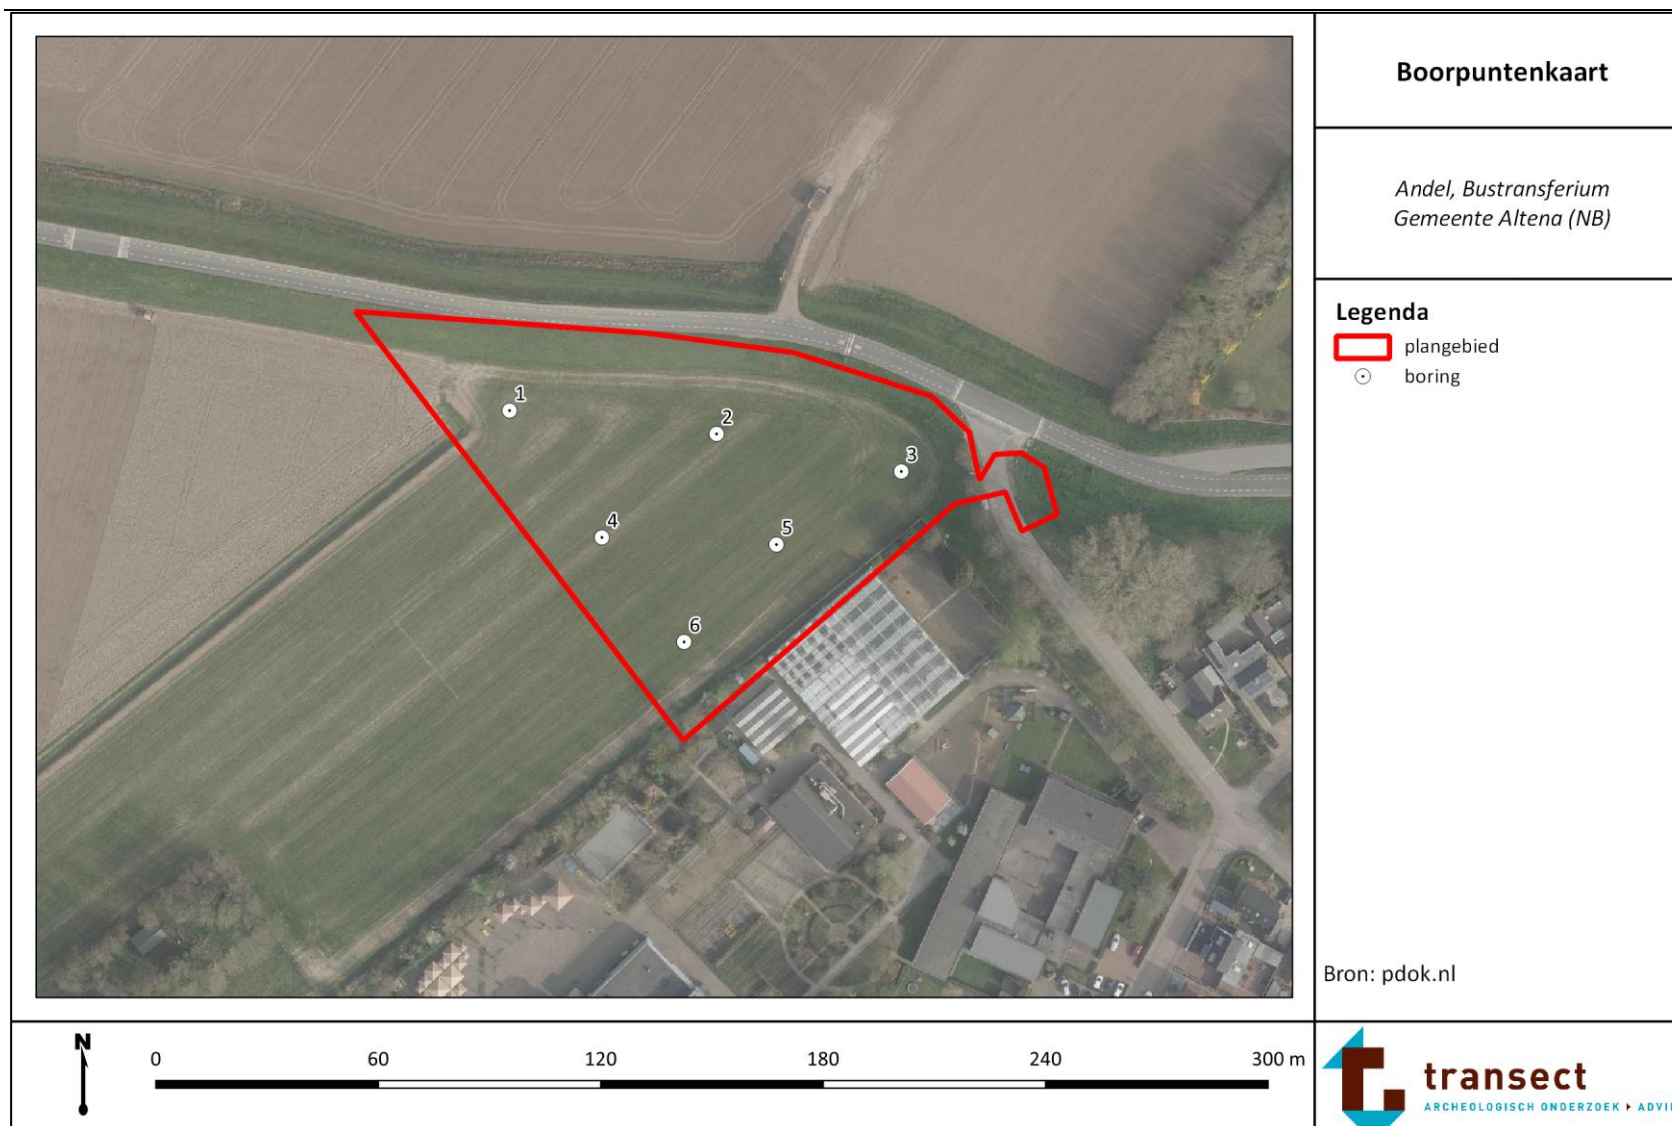 Boorpuntenkaart
Andel, Bustransferium
Gemeente Altena (NB)
Legenda
plangebied
boring
1
2
3
4
5
6
Bron: pdok.nl
N
0 60 120 180 240 300 m
transect
ARCHEOLOGISCH ONDERZOEK ▸ ADVI